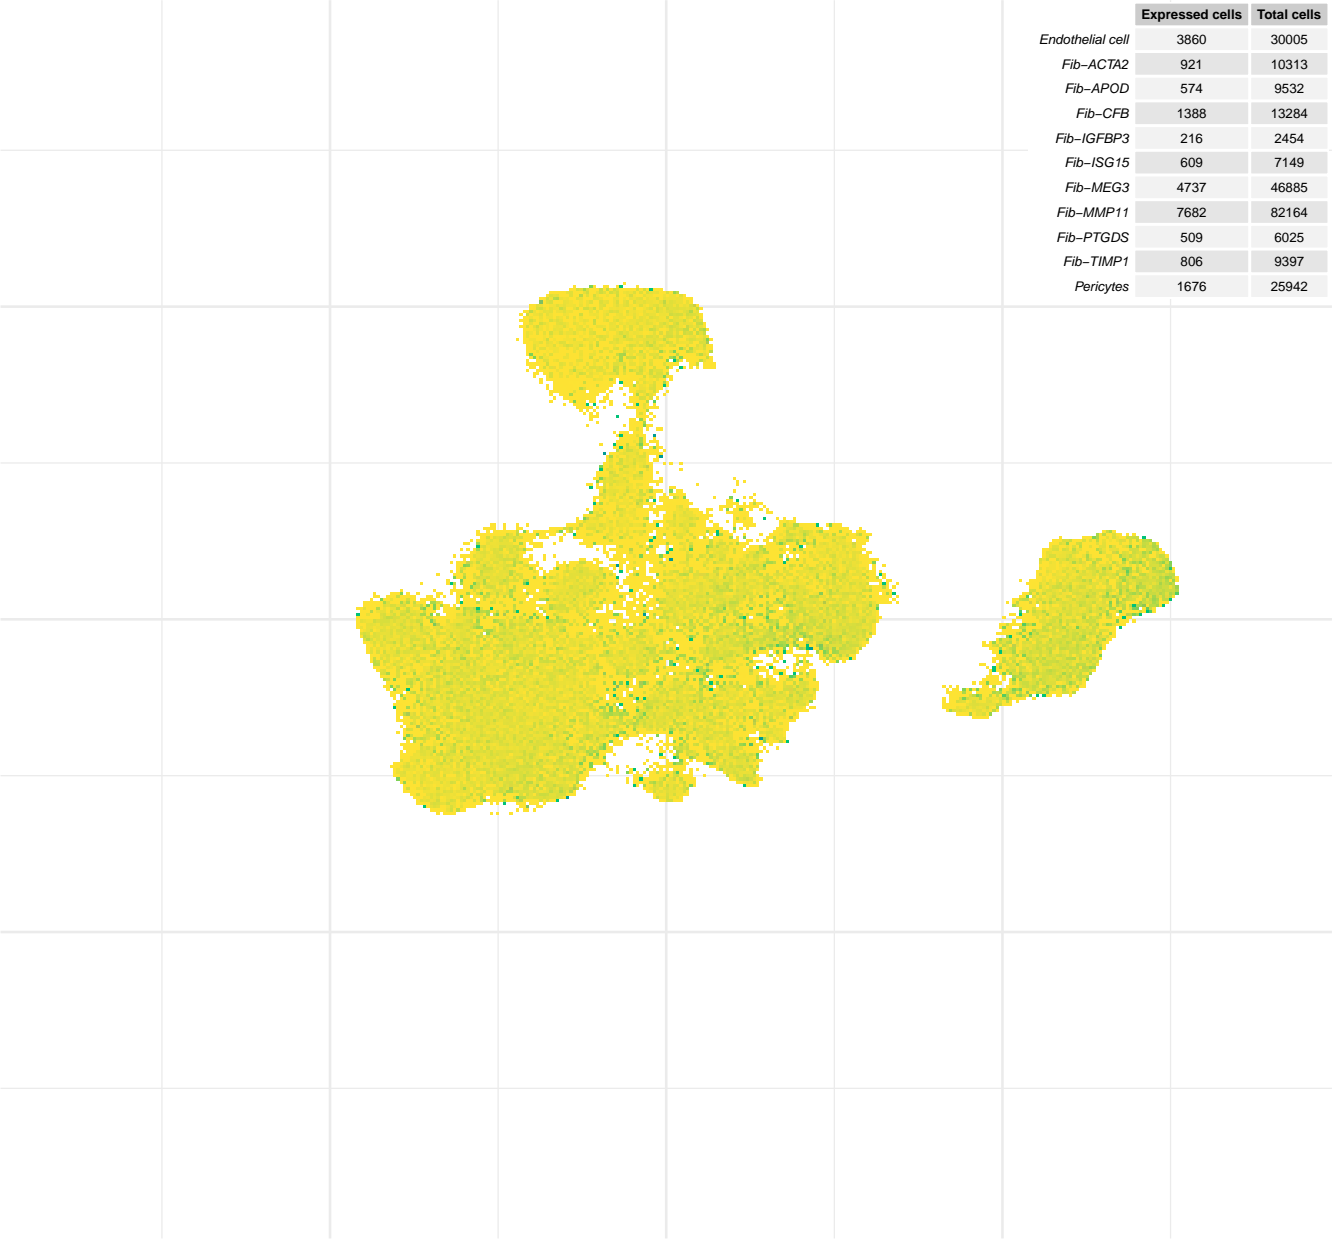 Expressed cells Total cells
Endothelial cell 3860 30005
Fib−ACTA2 921 10313
Fib−APOD 574 9532
Fib−CFB 1388 13284
Fib−IGFBP3 216 2454
Fib−ISG15 609 7149
Fib−MEG3 4737 46885
Fib−MMP11 7682 82164
Fib−PTGDS 509 6025
Fib−TIMP1 806 9397
Pericytes 1676 25942